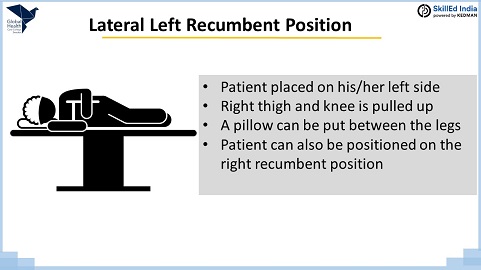 Lateral Left Recumbent Position
Global
Health
SkillEd India
powered by KEDMAN
• Patient placed on his/her left side
• Right thigh and knee is pulled up
• A pillow can be put between the legs
• Patient can also be positioned on the
right recumbent position